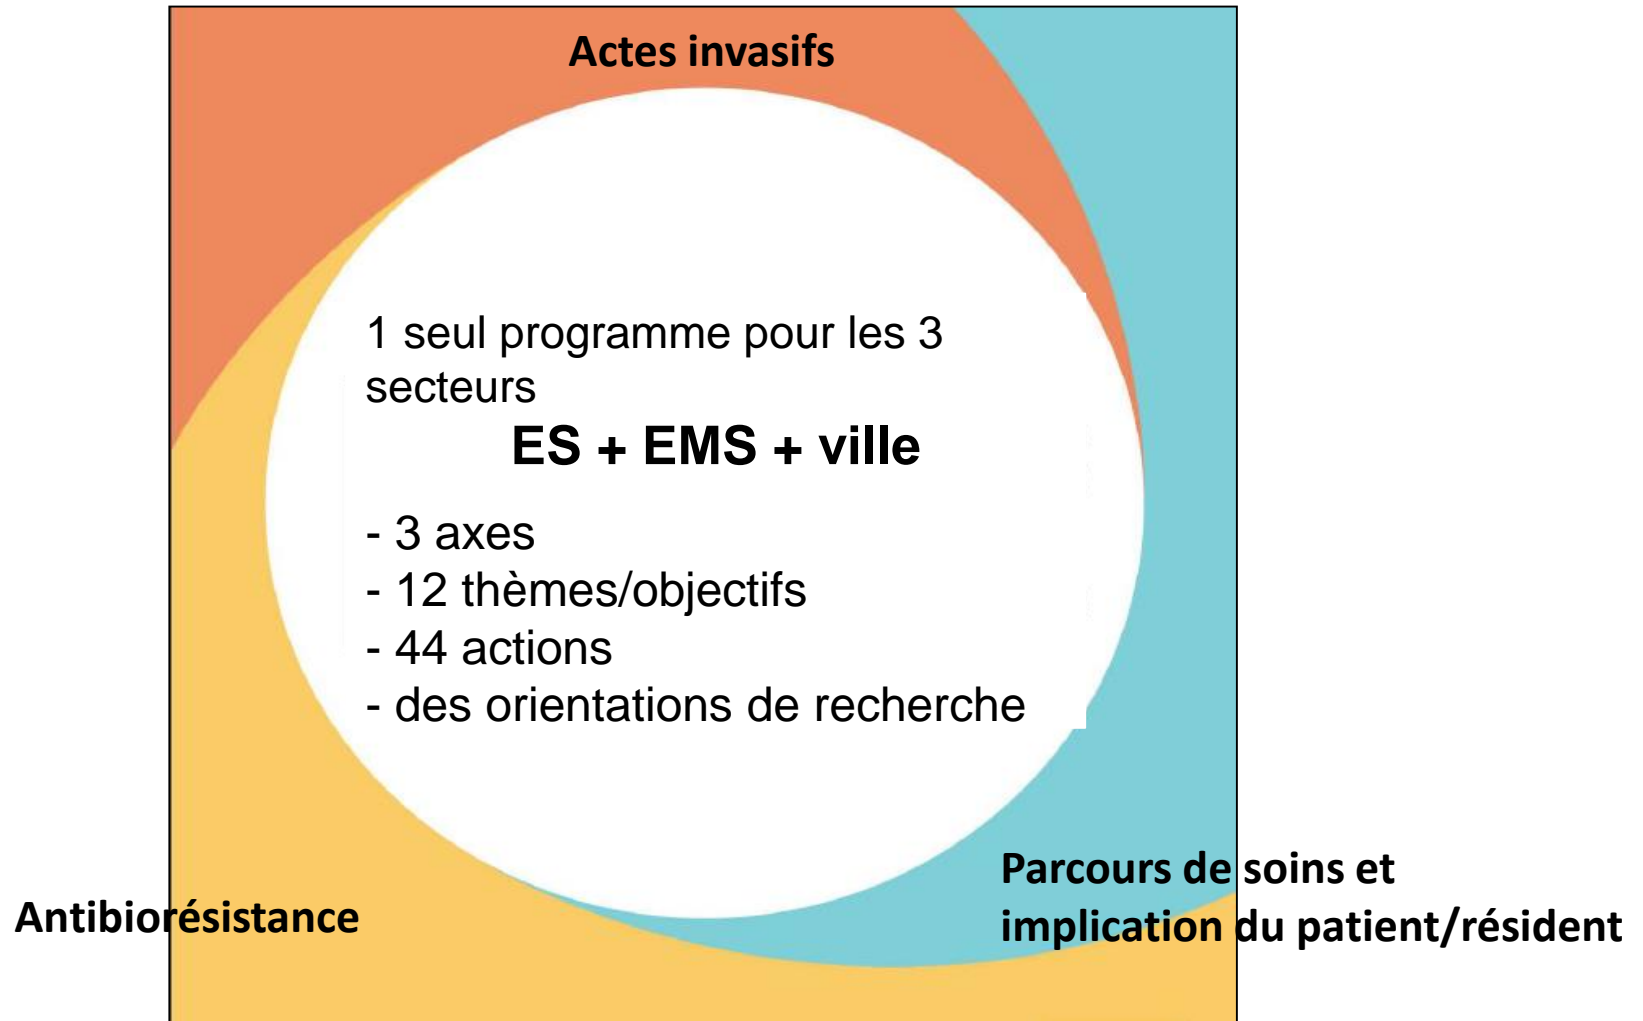 Actes invasifs
1 seul programme pour les 3
secteurs
ES + EMS + ville
- 3 axes
- 12 thèmes/objectifs
- 44 actions
- des orientations de recherche
Parcours de soins et
implication du patient/résident
Antibiorésistance